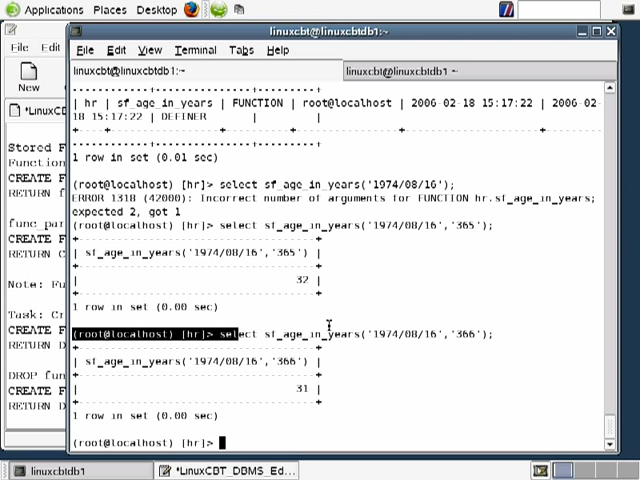 Applications Places Desktop
linuxcbt@linuxcbtdb1:~
File Edit
File Edit View Terminal Tabs Help
New
linuxcbt@linuxcbtdb1:~
linuxcbt@linuxcbtdb1:~
*LinuxC
| hr | sf_age_in_years | FUNCTION | root@localhost | 2006-02-18 15:17:22 | 2006-02-
18 15:17:22 | DEFINER | |
1 row in set (0.01 sec)
(root@localhost) [hr]> select sf_age_in_years('1974/08/16');
ERROR 1318 (42000): Incorrect number of arguments for FUNCTION hr.sf_age_in_years;
expected 2, got 1
(root@localhost) [hr]> select sf_age_in_years('1974/08/16','365');
| sf_age_in_years('1974/08/16','365') |
| 32 |
1 row in set (0.00 sec)
(root@localhost) [hr]> select sf_age_in_years('1974/08/16','366');
| sf_age_in_years('1974/08/16','366') |
| 31 |
1 row in set (0.00 sec)
(root@localhost) [hr]>
Stored F
Function
CREATE F
RETURN f
func_par
CREATE F
RETURN C
Note: Fu
Task: Cr
CREATE F
RETURN D
DROP fun
CREATE F
RETURN D
linuxcbtdb1
*LinuxCBT_DBMS_Ed...